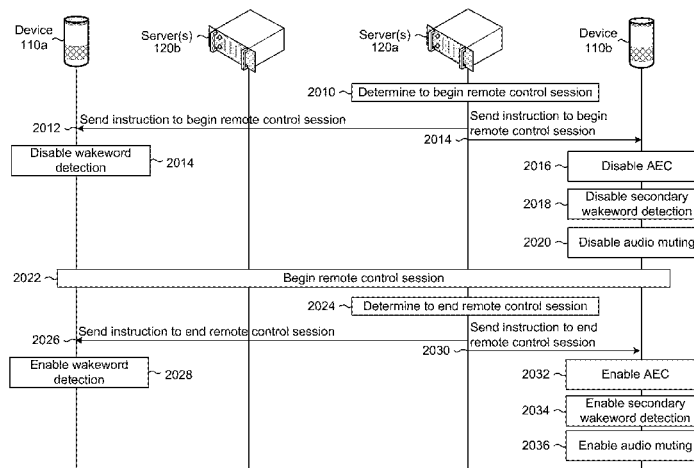 Device
110a
Server(s)
120b
Server(s)
120a
Device
110b
2010
Determine to begin remote control session
Send instruction to begin remote control session
2012
Send instruction to begin
remote control session
2014
Disable wakeword
detection
2014
2016
Disable AEC
2018
Disable secondary
wakeword detection
2020
Disable audio muting
2022
Begin remote control session
2024
Determine to end remote control session
Send instruction to end remote control session
2026
Send instruction to end
remote control session
2030
Enable wakeword
detection
2028
2032
Enable AEC
2034
Enable secondary
wakeword detection
2036
Enable audio muting